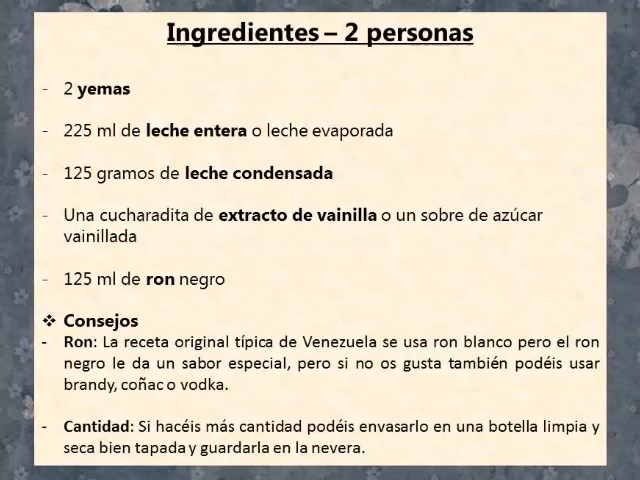 Ingredientes – 2 personas
- 2 yemas
- 225 ml de leche entera o leche evaporada
- 125 gramos de leche condensada
- Una cucharadita de extracto de vainilla o un sobre de azúcar
vainillada
- 125 ml de ron negro
❖ Consejos
- Ron: La receta original típica de Venezuela se usa ron blanco pero el ron
negro le da un sabor especial, pero si no os gusta también podéis usar
brandy, coñac o vodka.
- Cantidad: Si hacéis más cantidad podéis envasarlo en una botella limpia y
seca bien tapada y guardarla en la nevera.